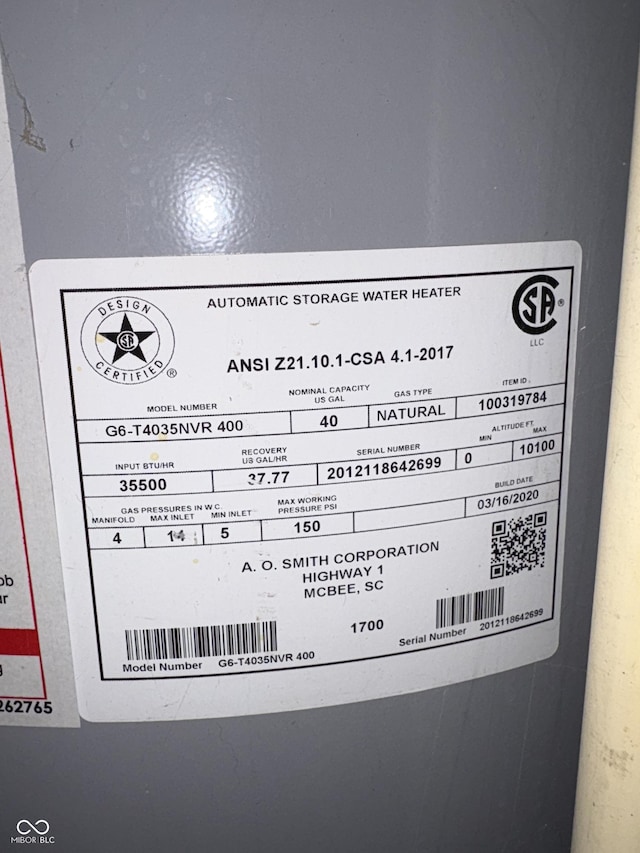 DESIGN
SA
CERTIFIED ®
AUTOMATIC STORAGE WATER HEATER
SA ®
LLC
ANSI Z21.10.1-CSA 4.1-2017
MODEL NUMBER
NOMINAL CAPACITY
US GAL
GAS TYPE
ITEM ID.
G6-T4035NVR 400
40
NATURAL
100319784
INPUT BTU/HR
RECOVERY
US GAL/HR
SERIAL NUMBER
ALTITUDE FT.
MIN
MAX
35500
37.77
2012118642699
0
10100
GAS PRESSURES IN W.C.
MANIFOLD
MAX INLET
MIN INLET
MAX WORKING
PRESSURE PSI
BUILD DATE
4
14
5
150
03/16/2020
A. O. SMITH CORPORATION
HIGHWAY 1
MCBEE, SC
1700
Model Number G6-T4035NVR 400
Serial Number 2012118642699
262765
MIBOR BLC